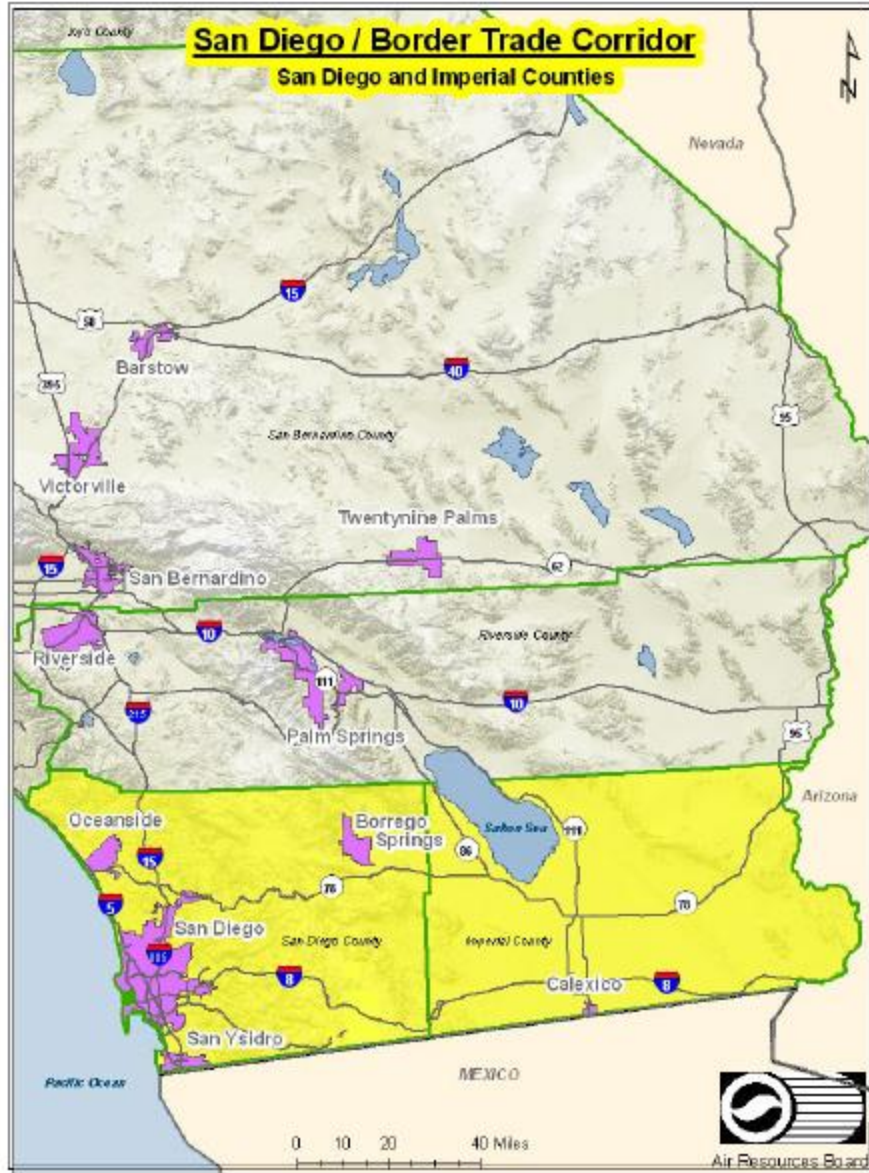 San Diego / Border Trade Corridor
San Diego and Imperial Counties
Inyo County
N
Nevada
15
58
Barstow
40
395
95
San Bernardino County
Victorville
Twentynine Palms
15
San Bernardino
62
10
Riverside County
Riverside
111
10
215
Palm Springs
95
Arizona
Oceanside
Borrego
Springs
Salton Sea
111
86
15
78
5
78
San Diego
San Diego County
Imperial County
8
Calexico
8
San Ysidro
Pacific Ocean
MEXICO
0 10 20 40 Miles
Air Resources Board